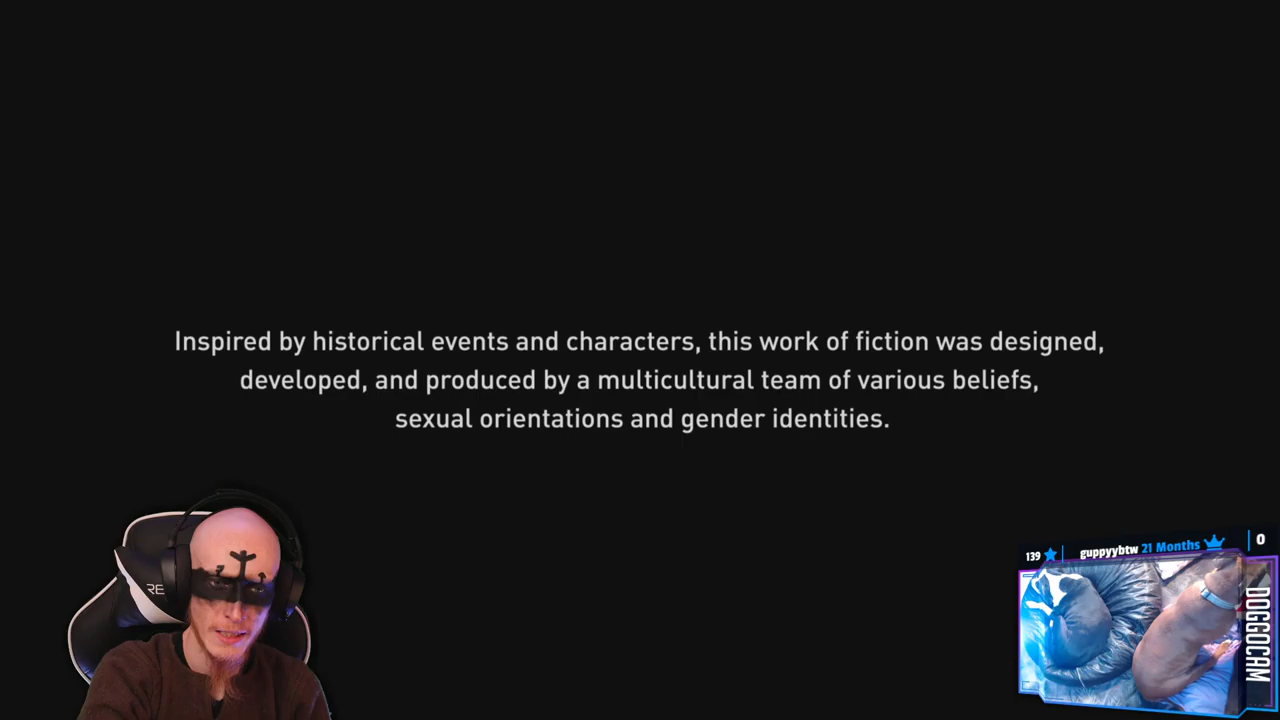 Inspired by historical events and characters, this work of fiction was designed,
developed, and produced by a multicultural team of various beliefs,
sexual orientations and gender identities.
RE
139 guppyybtw 21 Months 0
DOGGOCAM